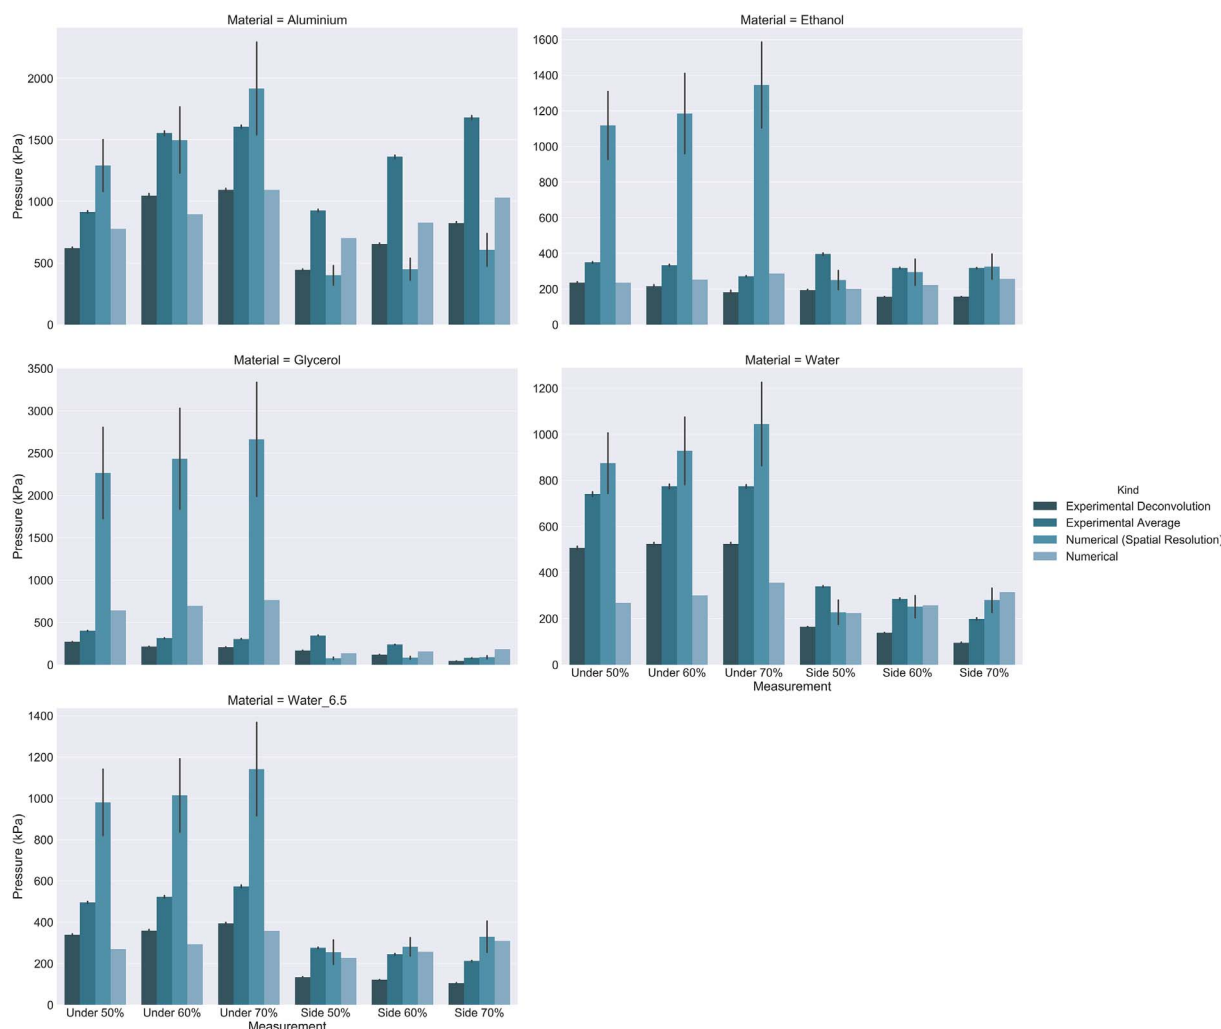 Material = Aluminium
Pressure (kPa)
2000
1500
1000
500
0
Material = Ethanol
1600
1400
1200
1000
800
600
400
200
0
Material = Glycerol
Pressure (kPa)
3500
3000
2500
2000
1500
1000
500
0
Material = Water
1200
1000
800
600
400
200
0
Under 50% Under 60% Under 70% Side 50% Side 60% Side 70%
Measurement
Kind
Experimental Deconvolution
Experimental Average
Numerical (Spatial Resolution)
Numerical
Material = Water_6.5
Pressure (kPa)
1400
1200
1000
800
600
400
200
0
Under 50% Under 60% Under 70% Side 50% Side 60% Side 70%
Measurement